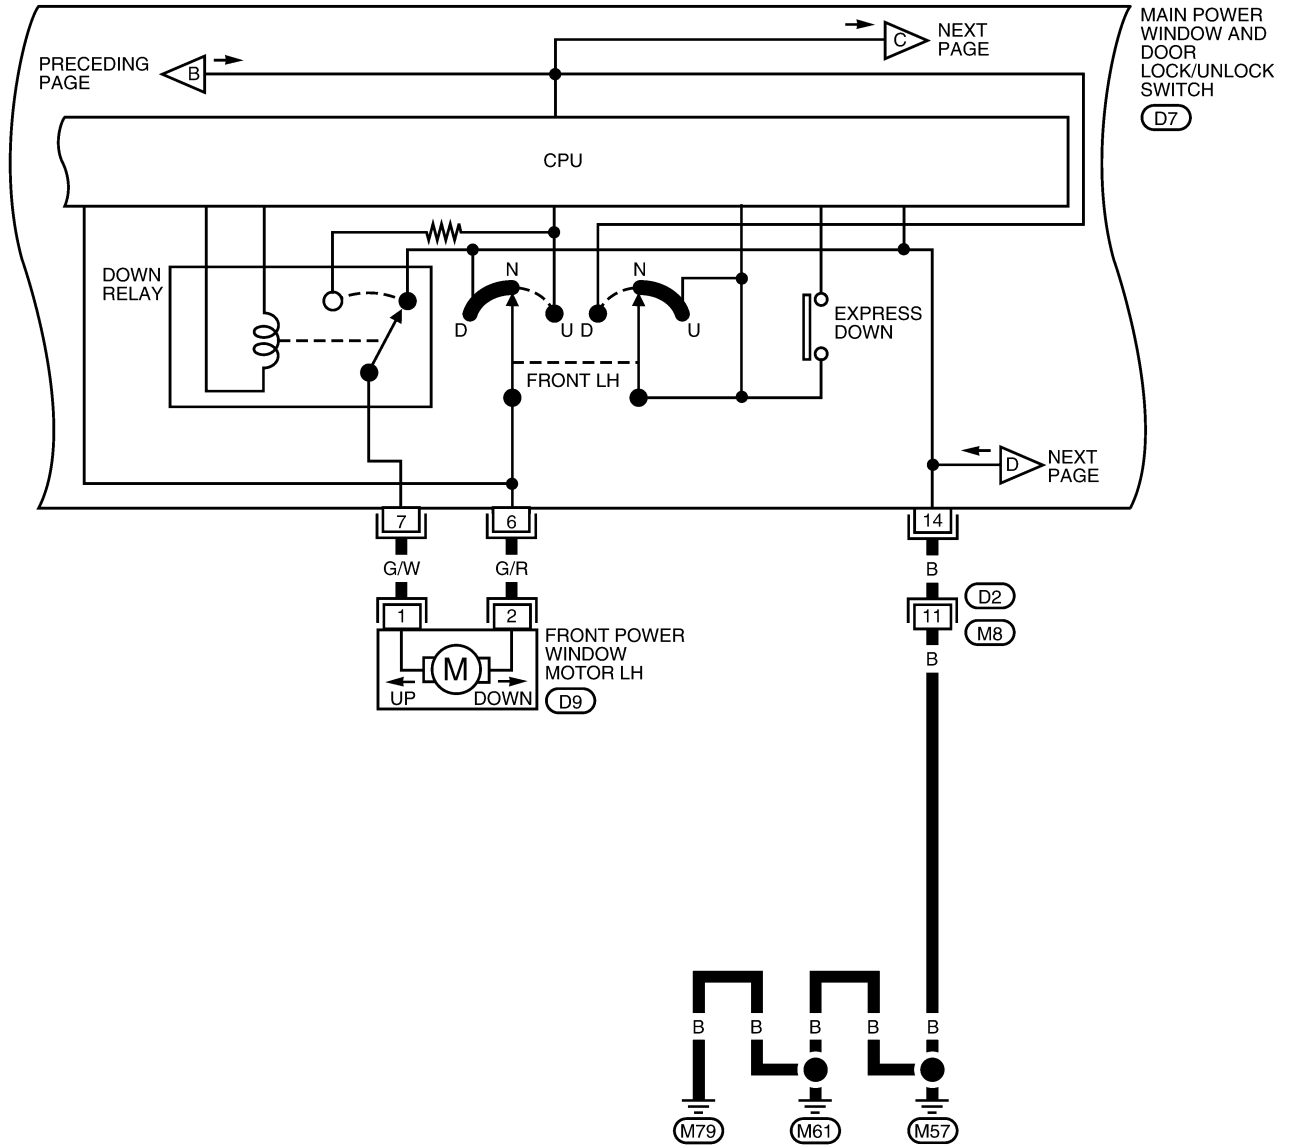 MAIN POWER
WINDOW AND
DOOR
LOCK/UNLOCK
SWITCH
D7
PRECEDING
PAGE
B
C
NEXT
PAGE
CPU
DOWN
RELAY
N
D
U
N
D
U
FRONT LH
EXPRESS
DOWN
D
NEXT
PAGE
7
6
14
G/W
G/R
B
1
2
11
D2
M8
B
M
UP
DOWN
FRONT POWER
WINDOW
MOTOR LH
D9
B
B
B
B
B
M79
M61
M57